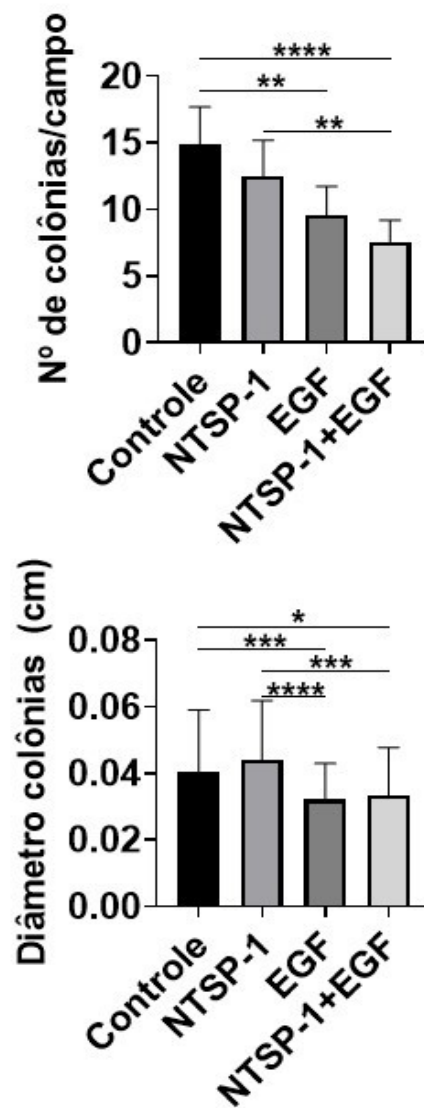 Nº de colônias/campo
20
15
10
5
0
****
**
**
Controle
NTSP-1
EGF
NTSP-1+EGF
Diâmetro colônias (cm)
0.08
0.06
0.04
0.02
0.00
*
***
***
****
Controle
NTSP-1
EGF
NTSP-1+EGF